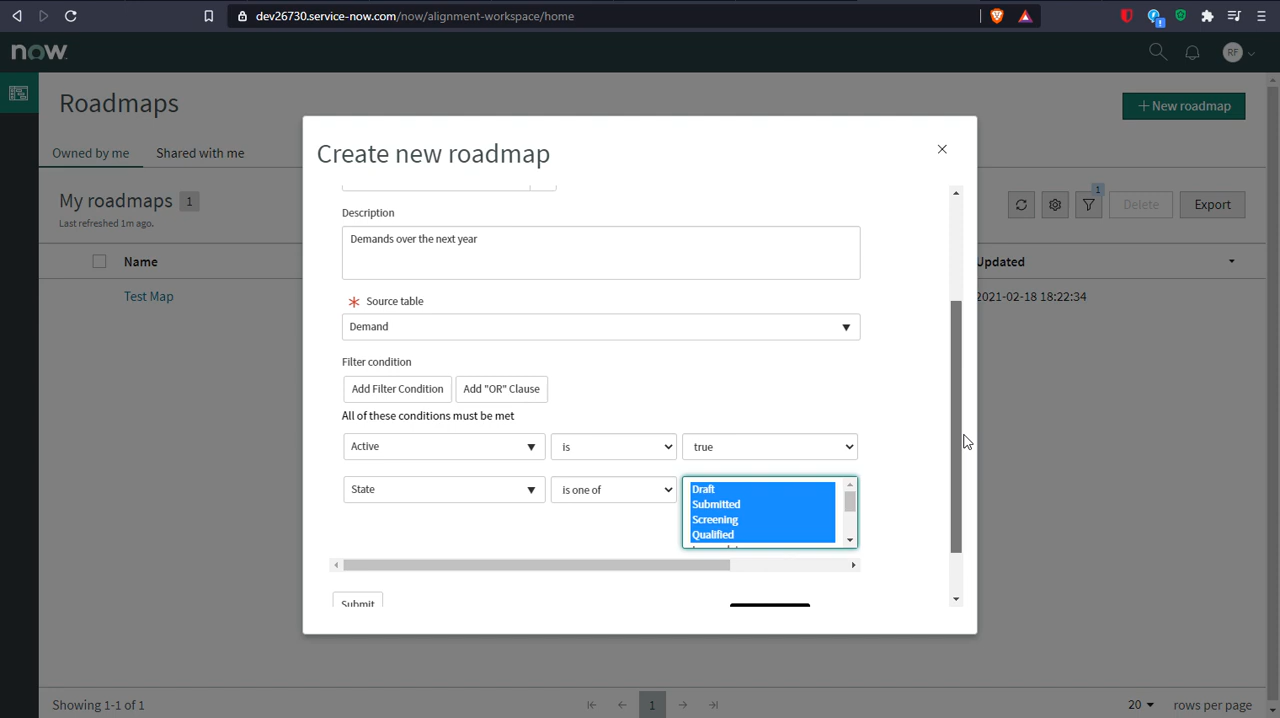 dev26730.service-now.com/now/alignment-workspace/home
now
RF
Roadmaps
+ New roadmap
Owned by me
Shared with me
My roadmaps 1
Last refreshed 1m ago.
1
Delete
Export
Name
Updated
Test Map
2021-02-18 18:22:34
Create new roadmap
Description
Demands over the next year
* Source table
Demand
Filter condition
Add Filter Condition
Add "OR" Clause
All of these conditions must be met
Active
is
true
State
is one of
Draft
Submitted
Screening
Qualified
Submit
Showing 1-1 of 1
1
20
rows per page